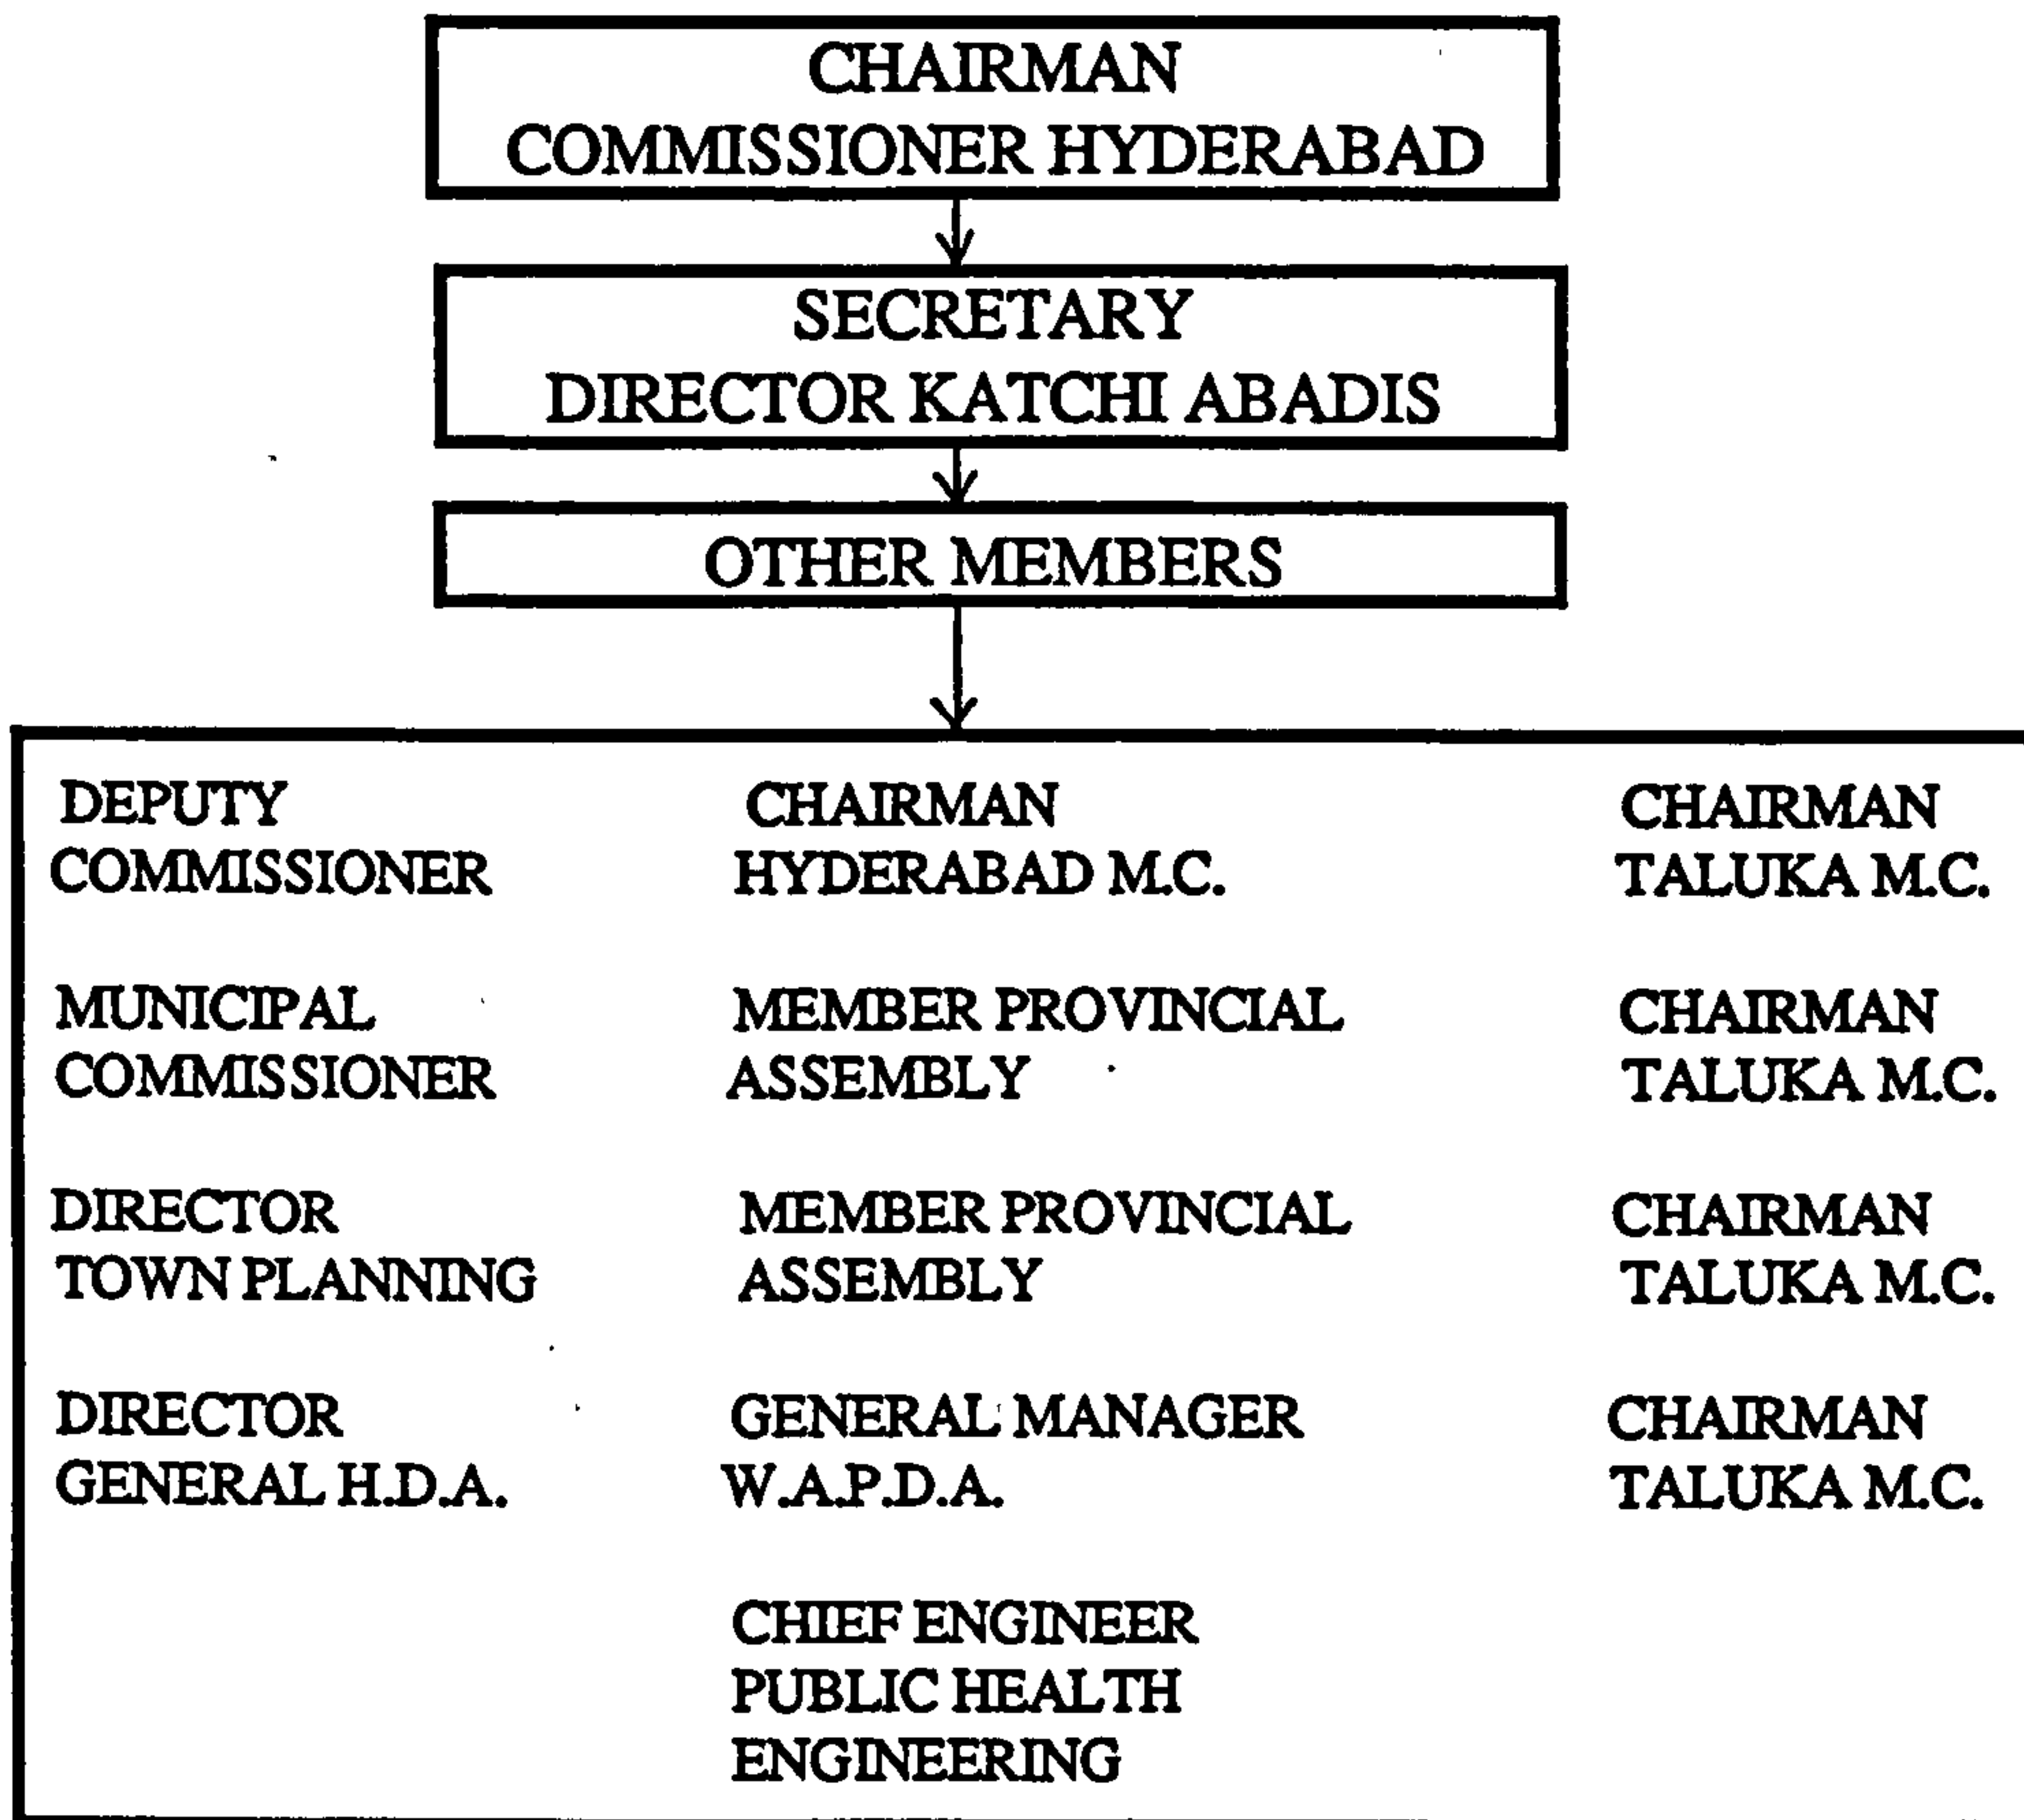 CHAIRMAN
COMMISSIONER HYDERABAD
SECRETARY
DIRECTOR KATCHI ABADIS
OTHER MEMBERS
DEPUTY
COMMISSIONER
CHAIRMAN
HYDERABAD M.C.
CHAIRMAN
TALUKA M.C.
MUNICIPAL
COMMISSIONER
MEMBER PROVINCIAL
ASSEMBLY
CHAIRMAN
TALUKA M.C.
DIRECTOR
TOWN PLANNING
MEMBER PROVINCIAL
ASSEMBLY
CHAIRMAN
TALUKA M.C.
DIRECTOR
GENERAL H.D.A.
GENERAL MANAGER
W.A.P.D.A.
CHAIRMAN
TALUKA M.C.
CHIEF ENGINEER
PUBLIC HEALTH
ENGINEERING